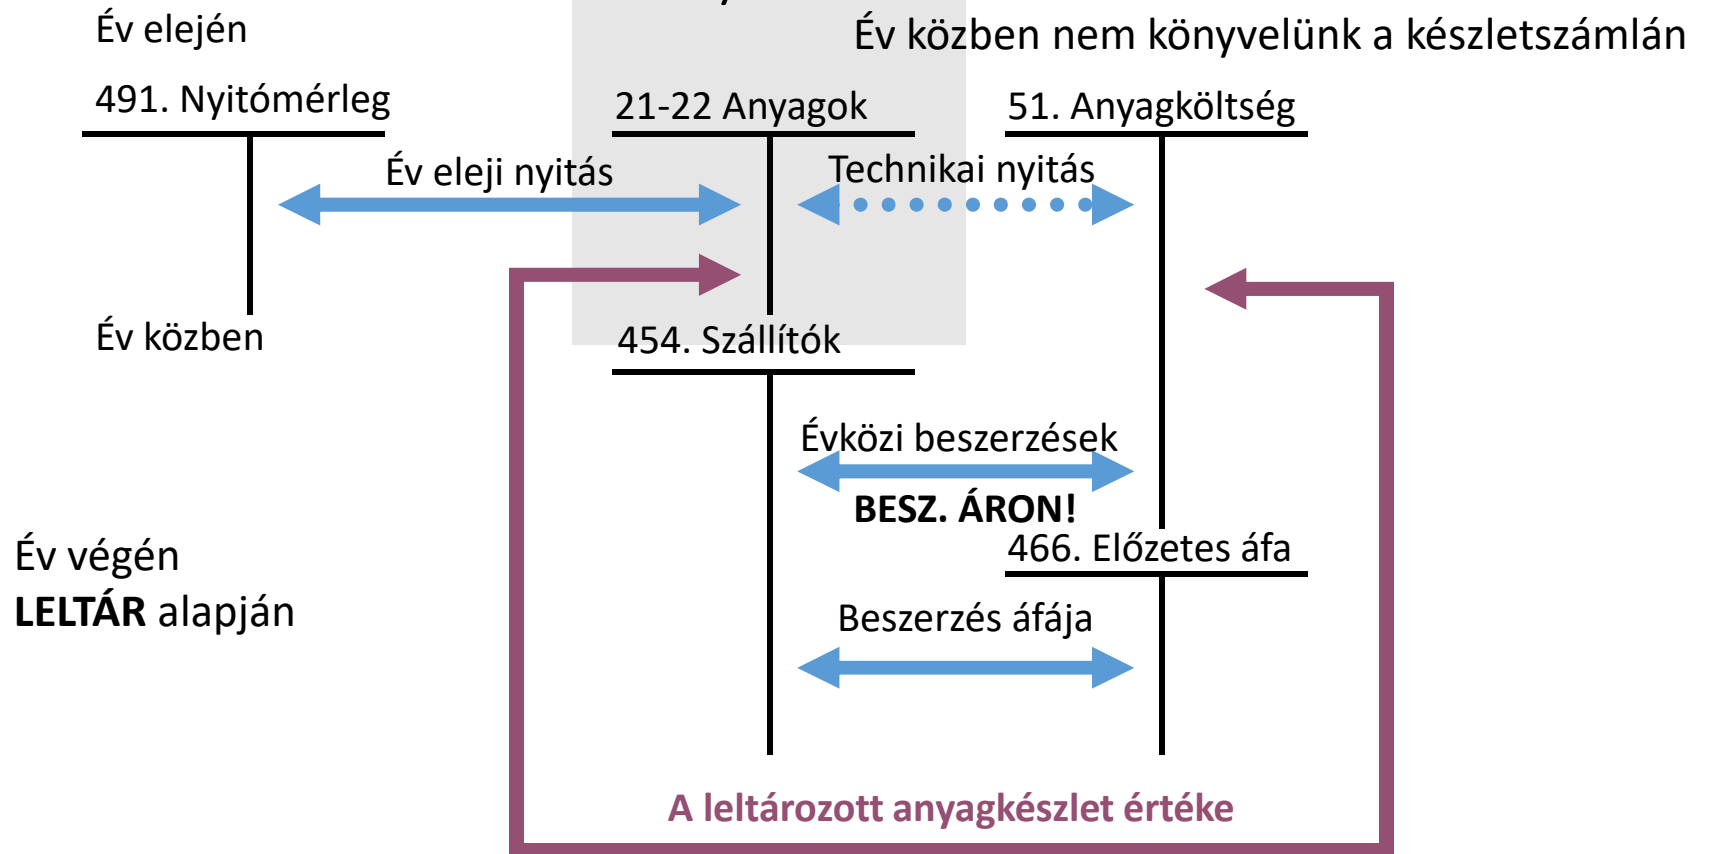 Év elején
Év közben nem könyvelünk a készletszámlán
491. Nyitómérleg
21-22 Anyagok
51. Anyagköltség
Év eleji nyitás
Technikai nyitás
Év közben
454. Szállítók
Évközi beszerzések
BESZ. ÁRON!
466. Előzetes áfa
Év végén
LELTÁR alapján
Beszerzés áfája
A leltározott anyagkészlet értéke